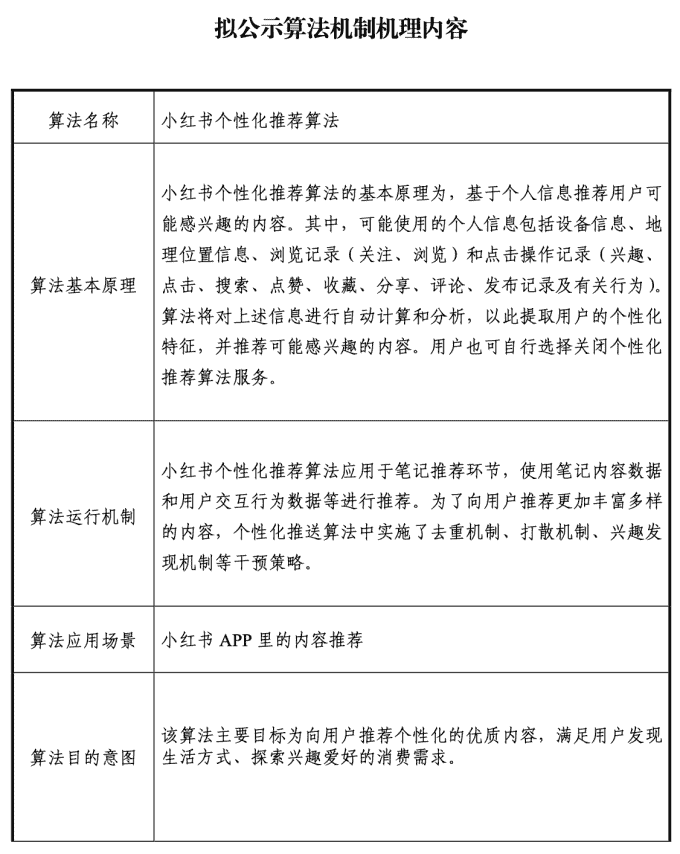 拟公示算法机制机理内容
算法名称
小红书个性化推荐算法
算法基本原理
小红书个性化推荐算法的基本原理为，基于个人信息推荐用户可
能感兴趣的内容。其中，可能使用的个人信息包括设备信息、地
理位置信息、浏览记录（关注、浏览）和点击操作记录（兴趣、
点击、搜索、点赞、收藏、分享、评论、发布记录及有关行为）。
算法将对上述信息进行自动计算和分析，以此提取用户的个性化
特征，并推荐可能感兴趣的内容。用户也可自行选择关闭个性化
推荐算法服务。
算法运行机制
小红书个性化推荐算法应用于笔记推荐环节，使用笔记内容数据
和用户交互行为数据等进行推荐。为了向用户推荐更加丰富多样
的内容，个性化推送算法中实施了去重机制、打散机制、兴趣发
现机制等干预策略。
算法应用场景
小红书 APP 里的内容推荐
算法目的意图
该算法主要目标为向用户推荐个性化的优质内容，满足用户发现
生活方式、探索兴趣爱好的消费需求。